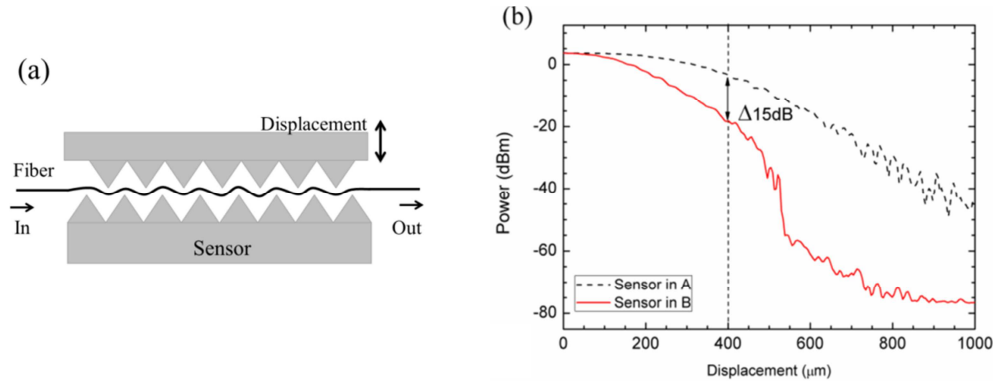 (a)
Displacement
Fiber
In
Out
Sensor
(b)
0
-20
-40
-60
-80
Power (dBm)
Δ15dB
Sensor in A
Sensor in B
0 200 400 600 800 1000
Displacement (μm)